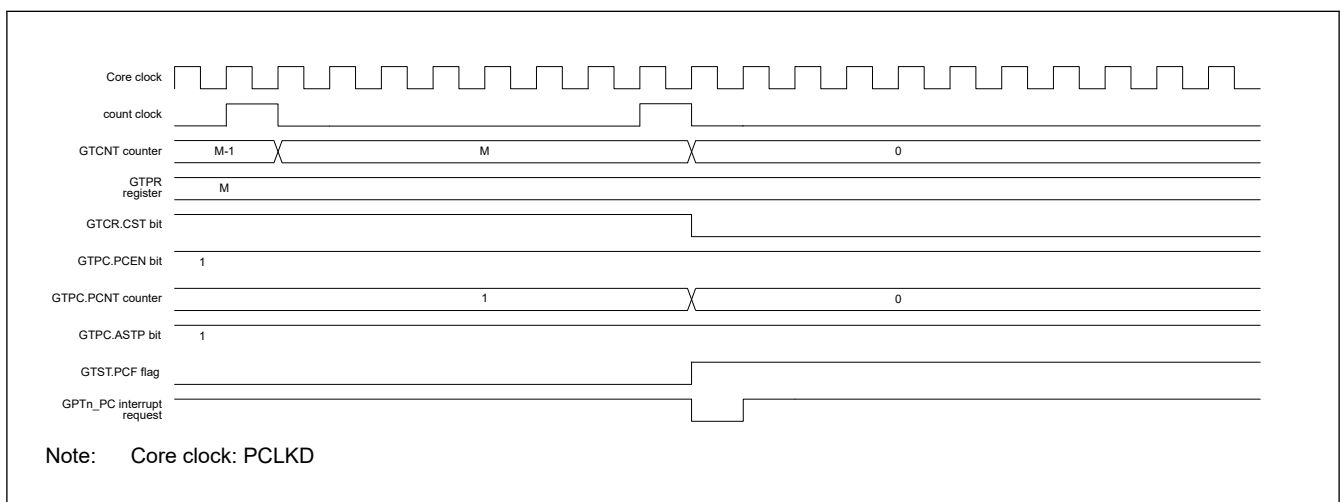 Core clock
count clock
GTCNT counter
M-1
M
0
GTPR
register
M
GTCR.CST bit
GTPC.PCEN bit
1
GTPC.PCNT counter
1
0
GTPC.ASTP bit
1
GTST.PCF flag
GPTn_PC interrupt
request
Note: Core clock: PCLKD